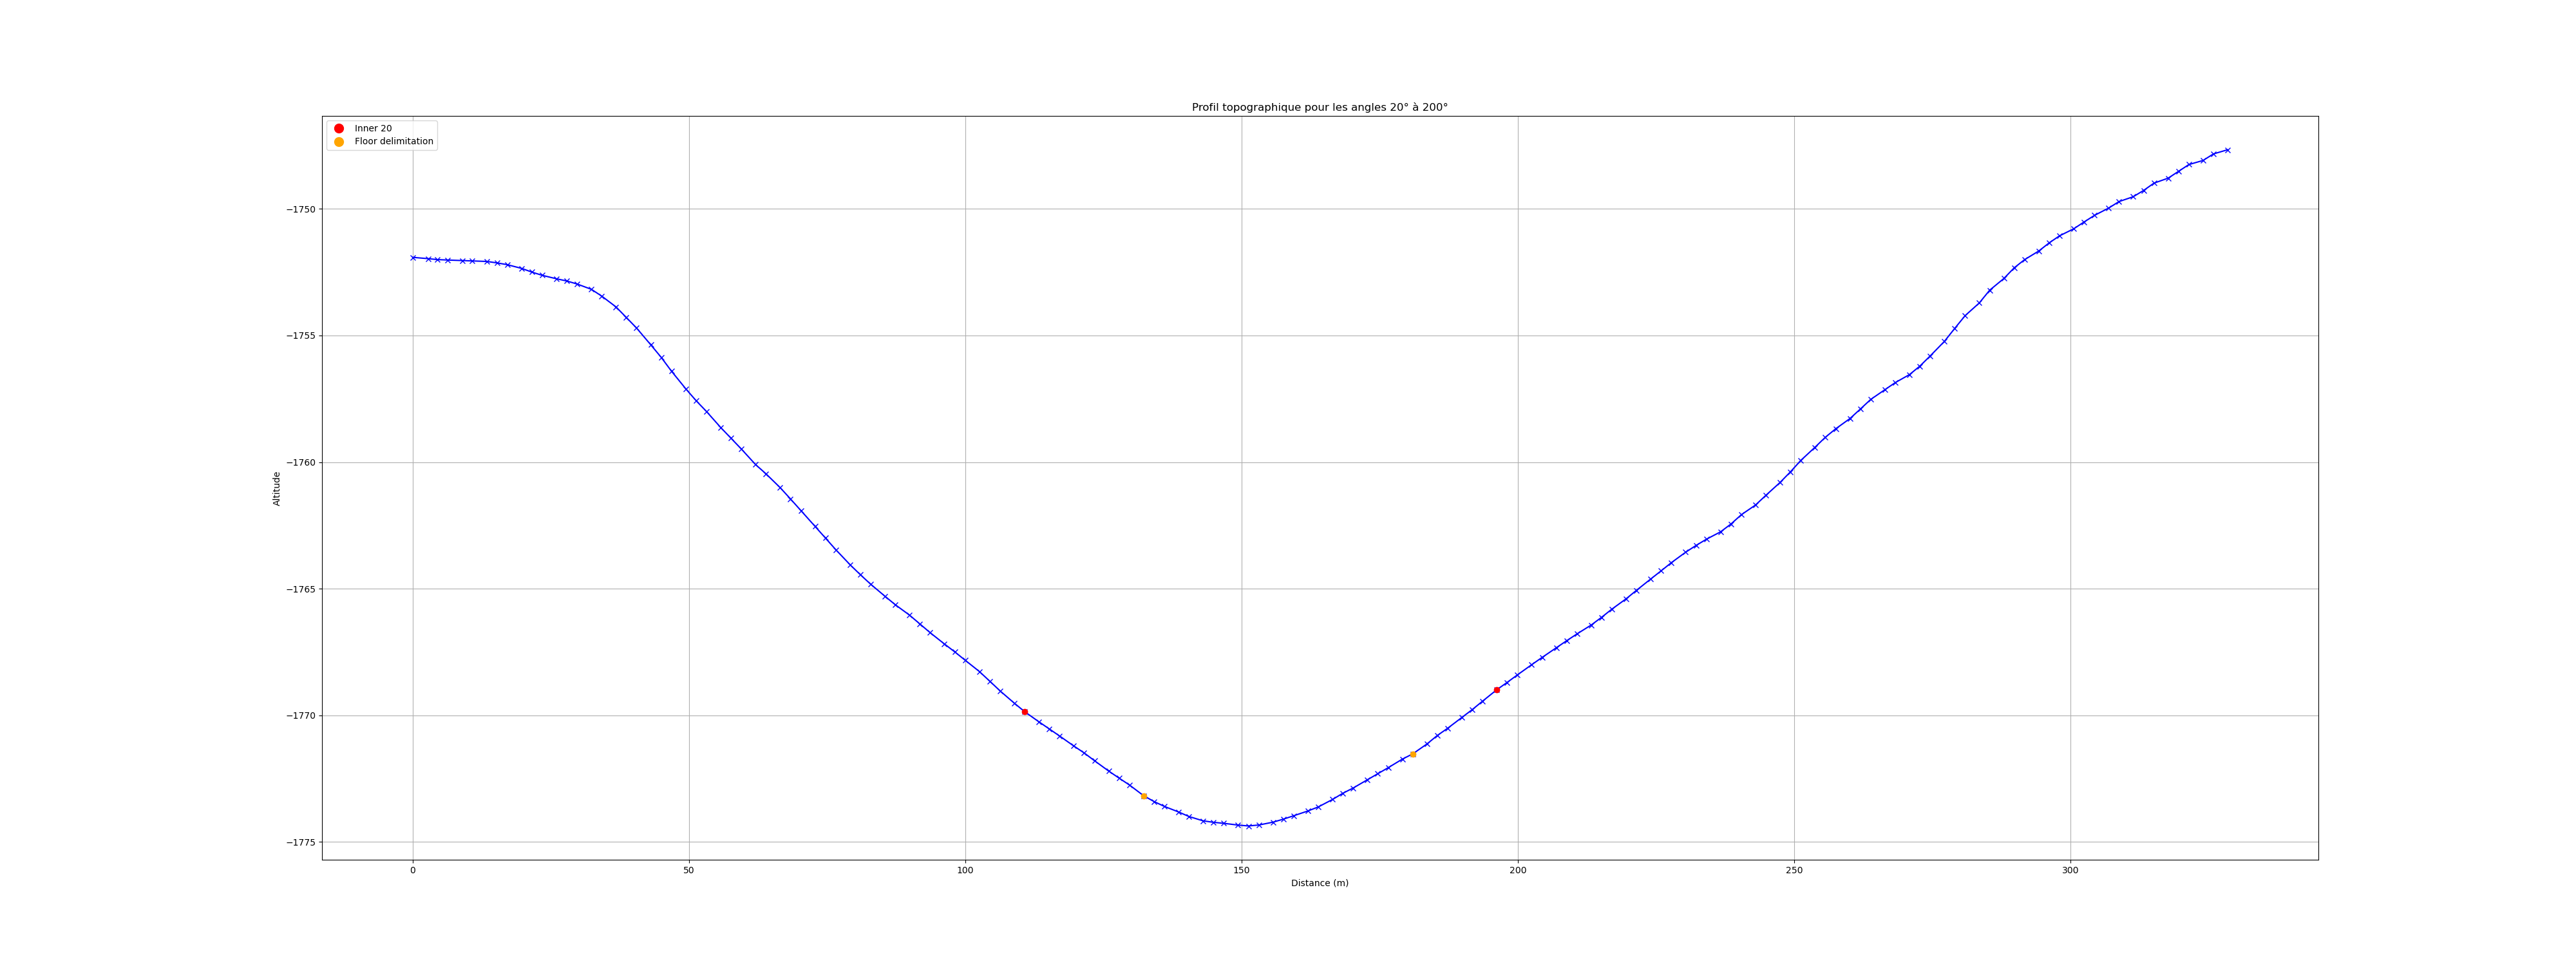 Profil topographique pour les angles 20° à 200°
Inner 20
Floor delimitation
−1750
−1755
−1760
−1765
−1770
−1775
Altitude
0 50 100 150 200 250 300
Distance (m)